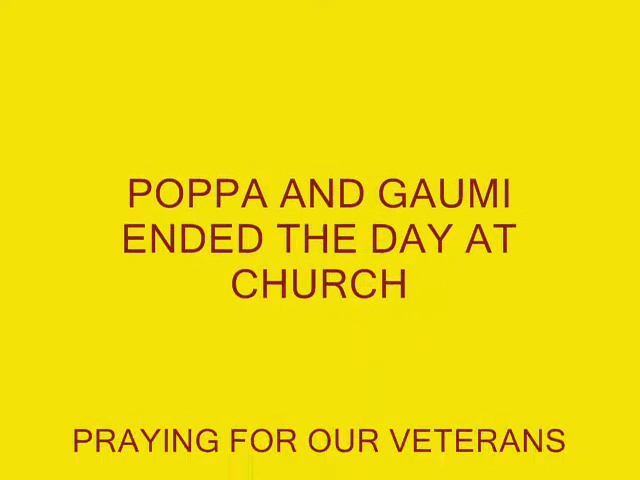 POPPA AND GAUMI
ENDED THE DAY AT
CHURCH
PRAYING FOR OUR VETERANS